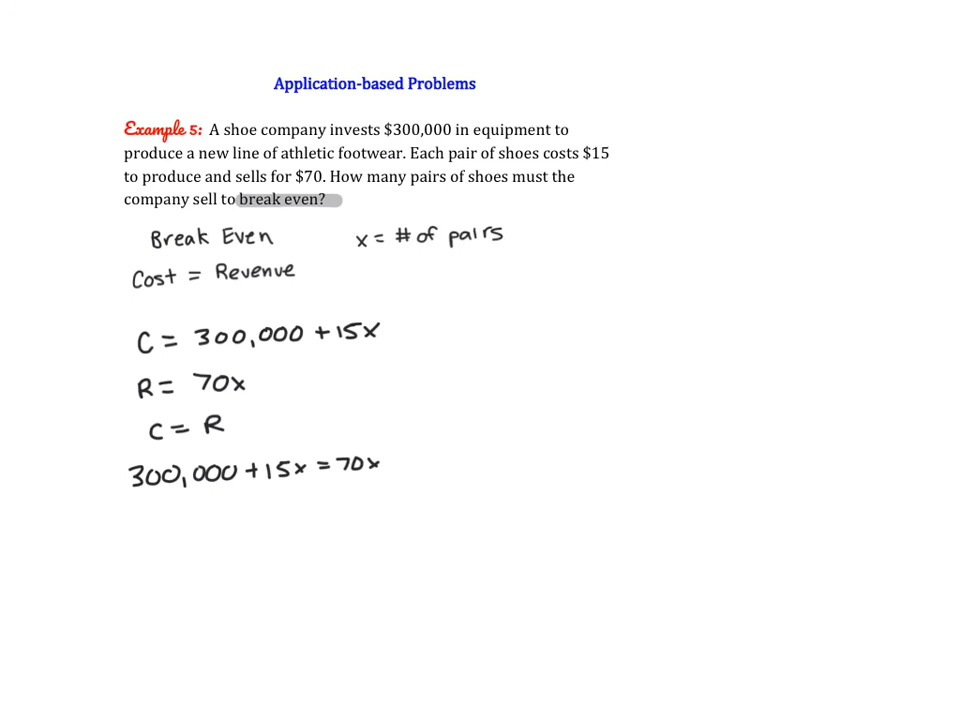 Application-based Problems
Example 5: A shoe company invests $300,000 in equipment to
produce a new line of athletic footwear. Each pair of shoes costs $15
to produce and sells for $70. How many pairs of shoes must the
company sell to break even?
Break Even x = # of pairs
Cost = Revenue
C = 300,000 + 15x
R = 70x
C = R
300,000 + 15x = 70x